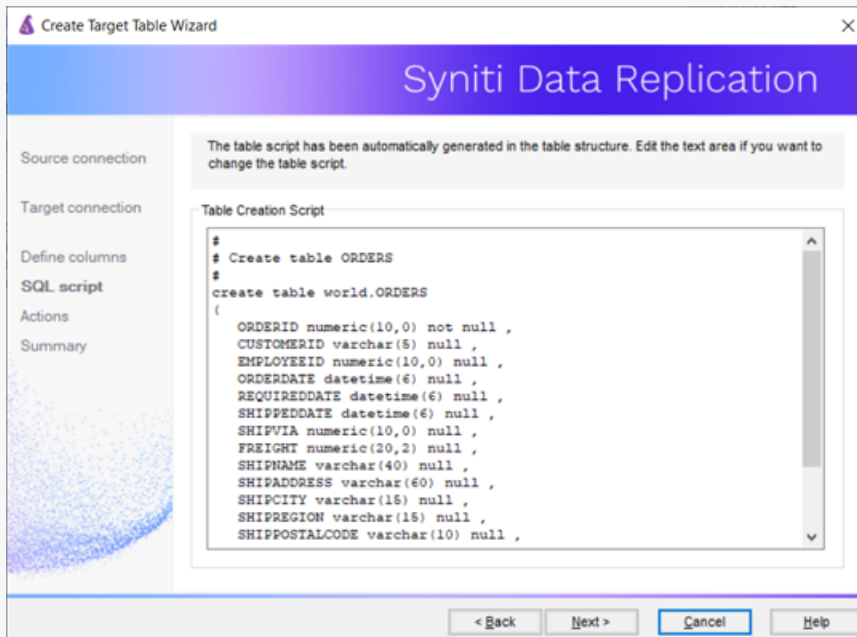 Create Target Table Wizard
Syniti Data Replication
Source connection
Target connection
Define columns
SQL script
Actions
Summary
The table script has been automatically generated in the table structure. Edit the text area if you want to
change the table script.
Table Creation Script
#
# Create table ORDERS
#
create table world.ORDERS
(
ORDERID numeric(10,0) not null ,
CUSTOMERID varchar(5) null ,
EMPLOYEEID numeric(10,0) null ,
ORDERDATE datetime(6) null ,
REQUIREDDATE datetime(6) null ,
SHIPPEDDATE datetime(6) null ,
SHIPVIA numeric(10,0) null ,
FREIGHT numeric(20,2) null ,
SHIPNAME varchar(40) null ,
SHIPADDRESS varchar(60) null ,
SHIPCITY varchar(15) null ,
SHIPREGION varchar(15) null ,
SHIPPOSTALCODE varchar(10) null ,
< Back
Next >
Cancel
Help